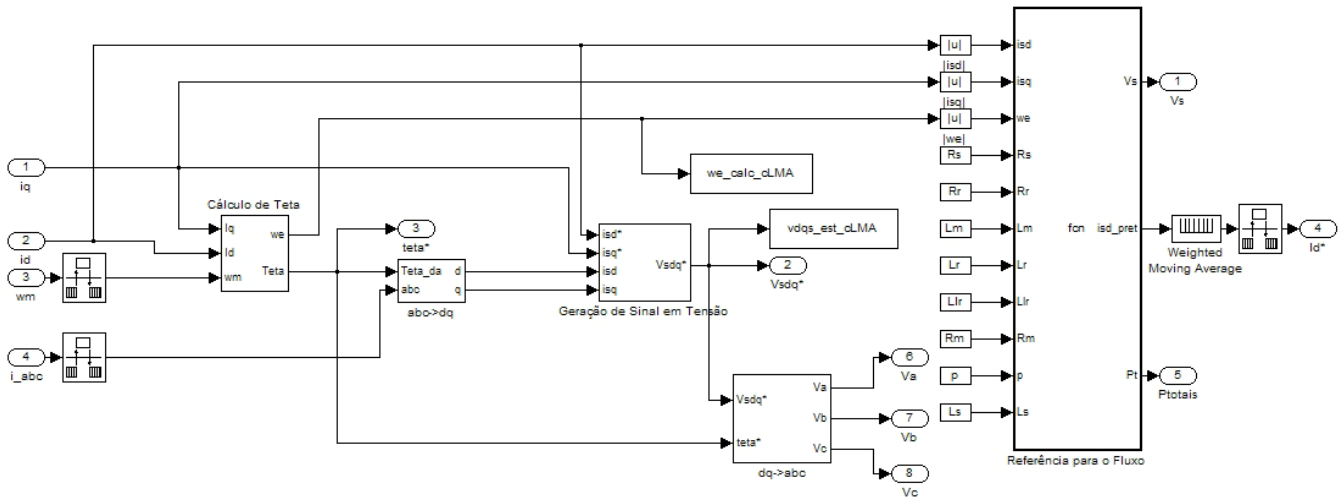 |u|
isd
|isd|
|u|
isq
Vs
1
Vs
|isq|
|u|
we
|we|
1
iq
Rs
Rs
we_calc_cLMA
Cálculo de Teta
Rr
Rr
Iq
we
3
teta*
vdqs_est_cLMA
Lm
Lm
fcn
isd_pret
4
Id*
Weighted
Moving Average
2
id
Id
isd*
isq*
Vsdq*
2
Vsdq*
Lr
Lr
3
wm
wm
Teta
Teta_da
d
isd
abc
q
isq
abc->dq
Geração de Sinal em Tensão
Llr
Llr
4
i_abc
Rm
Rm
6
Va
p
p
Pt
5
Ptotais
Vsdq*
Va
Vb
7
Vb
Ls
Ls
teta*
Vc
dq->abc
Referência para o Fluxo
8
Vc